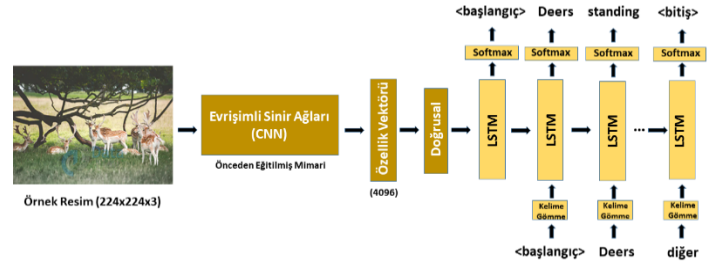 <başlangıç> Deers standing <bitiş>
Softmax Softmax Softmax Softmax
Evrişimli Sinir Ağları
(CNN)
Önceden Eğitilmiş Mimari
Özellik Vektörü
(4096)
Doğrusal
LSTM LSTM LSTM ... LSTM
Örnek Resim (224x224x3)
Kelime Gömme
Kelime Gömme
Kelime Gömme
<başlangıç> Deers diğer